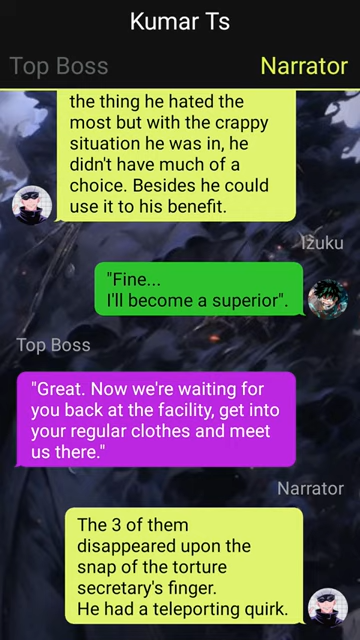 Kumar Ts
Top Boss
Narrator
the thing he hated the
most but with the crappy
situation he was in, he
didn't have much of a
choice. Besides he could
use it to his benefit.
Izuku
"Fine...
I'll become a superior".
Top Boss
"Great. Now we're waiting for
you back at the facility, get into
your regular clothes and meet
us there."
Narrator
The 3 of them
disappeared upon the
snap of the torture
secretary's finger.
He had a teleporting quirk.